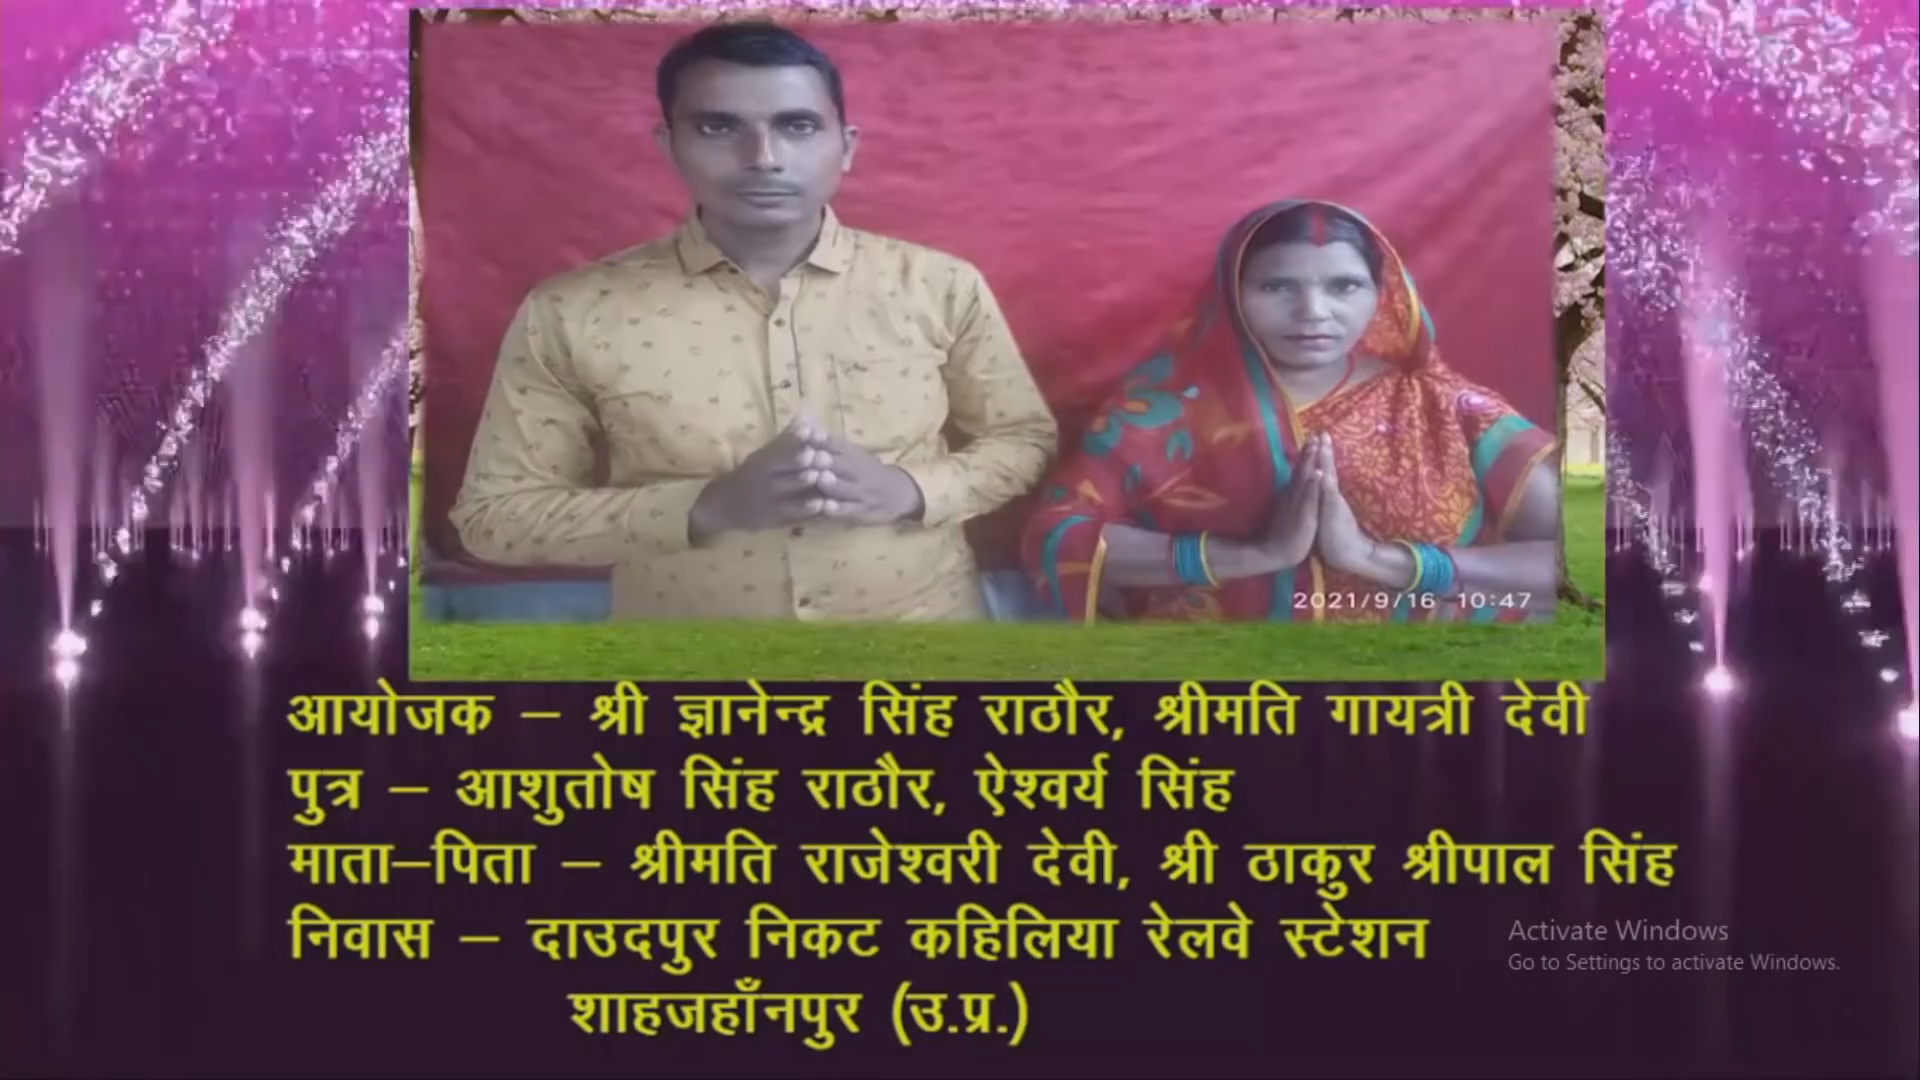 2021/9/16 10:47
आयोजक – श्री ज्ञानेन्द्र सिंह राठौर, श्रीमति गायत्री देवी
पुत्र – आशुतोष सिंह राठौर, ऐश्वर्य सिंह
माता–पिता – श्रीमति राजेश्वरी देवी, श्री ठाकुर श्रीपाल सिंह
निवास – दाउदपुर निकट कहिलिया रेलवे स्टेशन
शाहजहाँनपुर (उ.प्र.)
Activate Windows
Go to Settings to activate Windows.